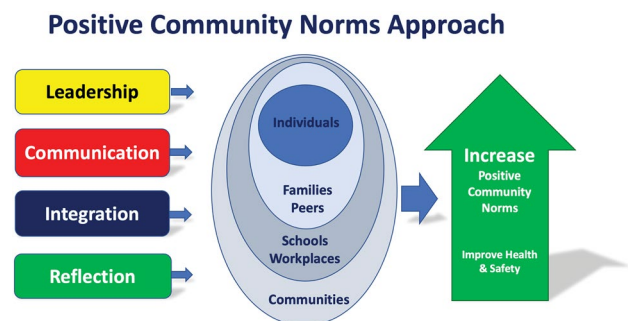 Positive Community Norms Approach
Leadership
Communication
Integration
Reflection
Individuals
Families
Peers
Schools
Workplaces
Communities
Increase
Positive
Community
Norms
Improve Health
& Safety